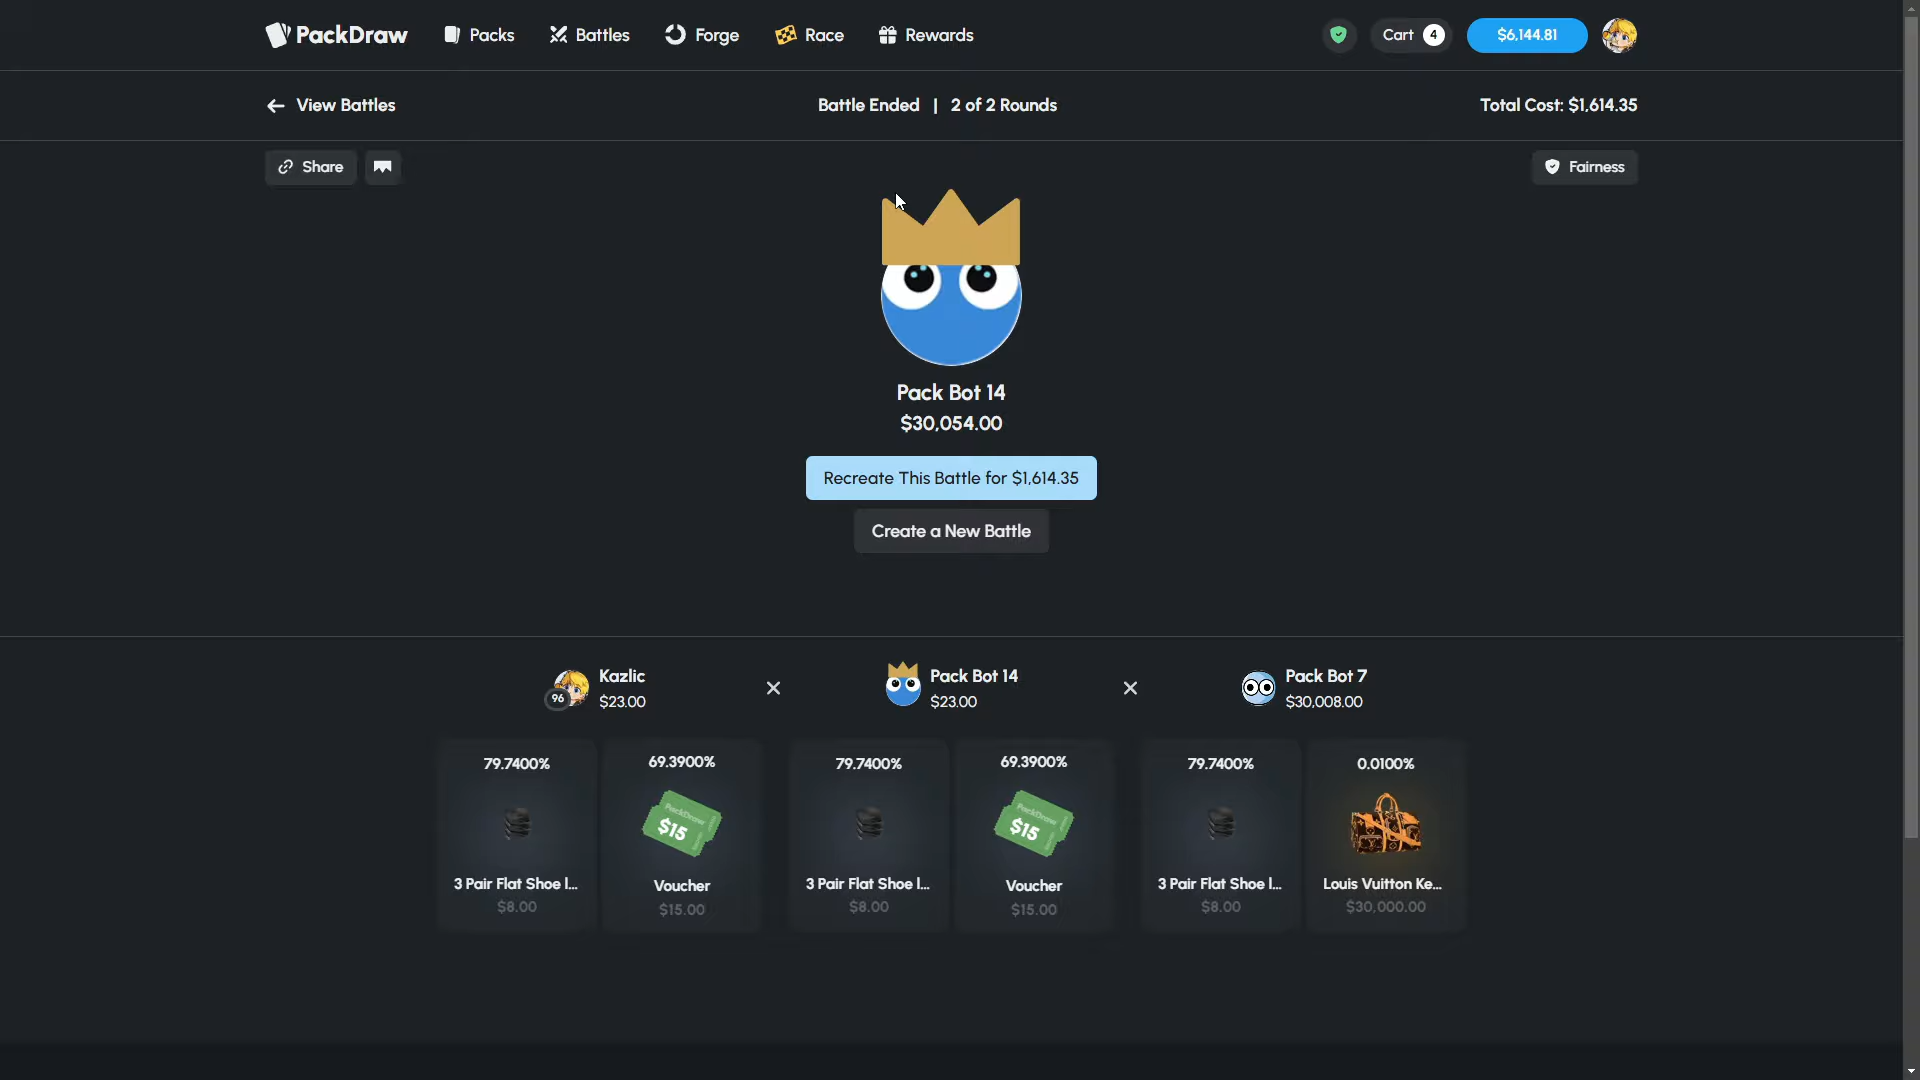 PackDraw
Packs
Battles
Forge
Race
Rewards
Cart 4
$6,144.81
View Battles
Battle Ended | 2 of 2 Rounds
Total Cost: $1,614.35
Share
Fairness
Pack Bot 14
$30,054.00
Recreate This Battle for $1,614.35
Create a New Battle
96
Kazlic
$23.00
Pack Bot 14
$23.00
Pack Bot 7
$30,008.00
79.7400%
3 Pair Flat Shoe l...
$8.00
69.3900%
PackDraw
$15
Voucher
$15.00
79.7400%
3 Pair Flat Shoe l...
$8.00
69.3900%
PackDraw
$15
Voucher
$15.00
79.7400%
3 Pair Flat Shoe l...
$8.00
0.0100%
Louis Vuitton Ke...
$30,000.00